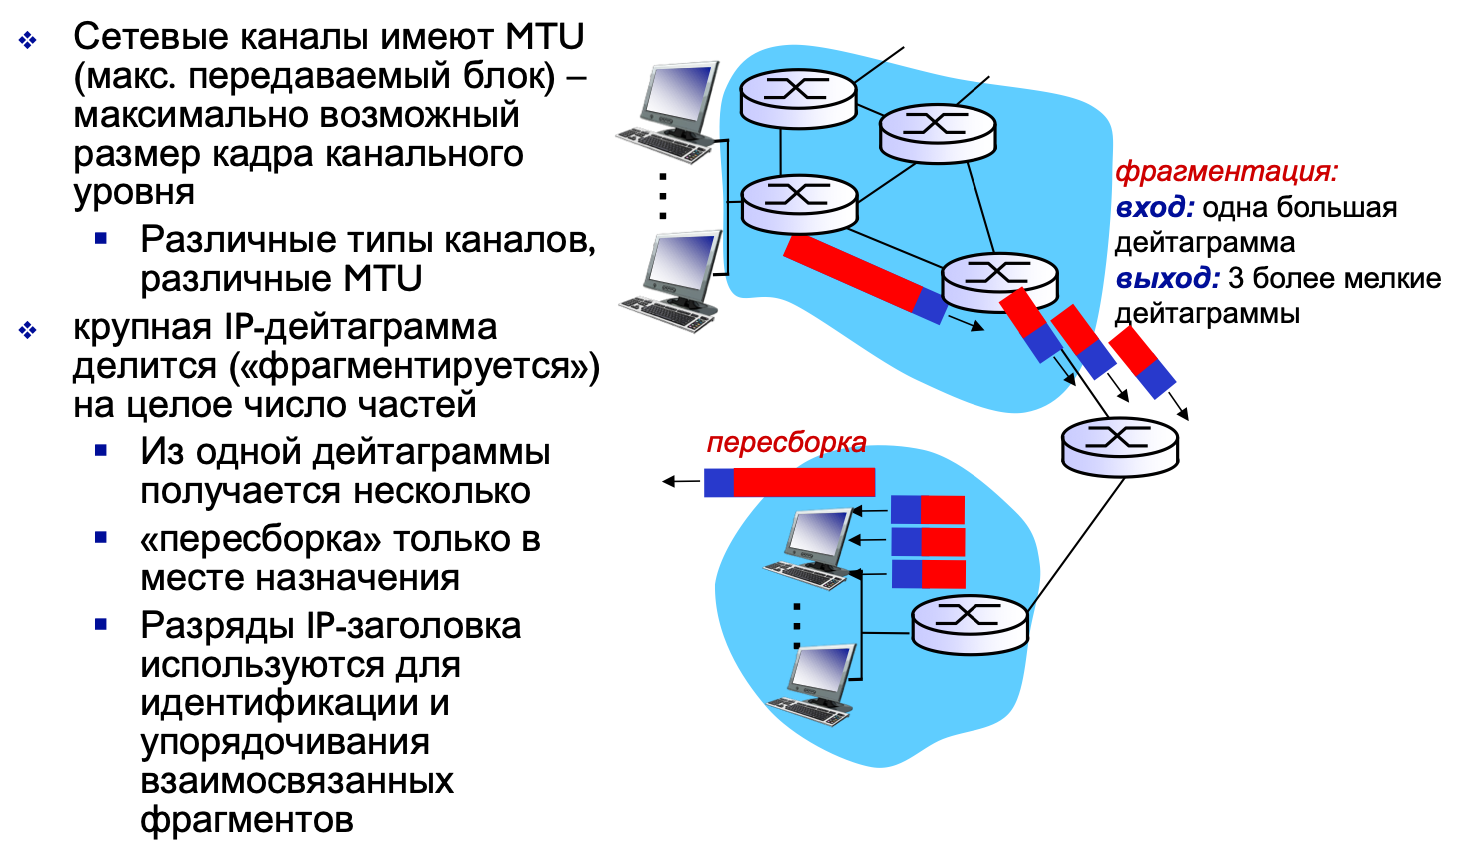 Сетевые каналы имеют MTU
(макс. передаваемый блок) –
максимально возможный
размер кадра канального
уровня
Различные типы каналов,
различные MTU
крупная IP-дейтаграмма
делится («фрагментируется»)
на целое число частей
Из одной дейтаграммы
получается несколько
«пересборка» только в
месте назначения
Разряды IP-заголовка
используются для
идентификации и
упорядочивания
взаимосвязанных
фрагментов
фрагментация:
вход: одна большая
дейтаграмма
выход: 3 более мелкие
дейтаграммы
пересборка